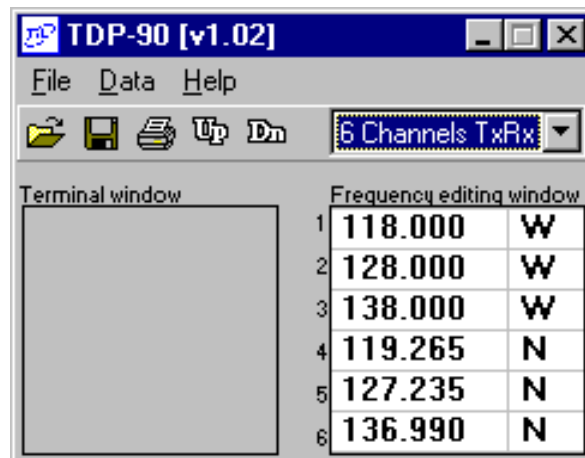 TDP-90 [v1.02]
File Data Help
Up Dn 6 Channels TxRx
Terminal window
Frequency editing window
1 118.000 W
2 128.000 W
3 138.000 W
4 119.265 N
5 127.235 N
6 136.990 N